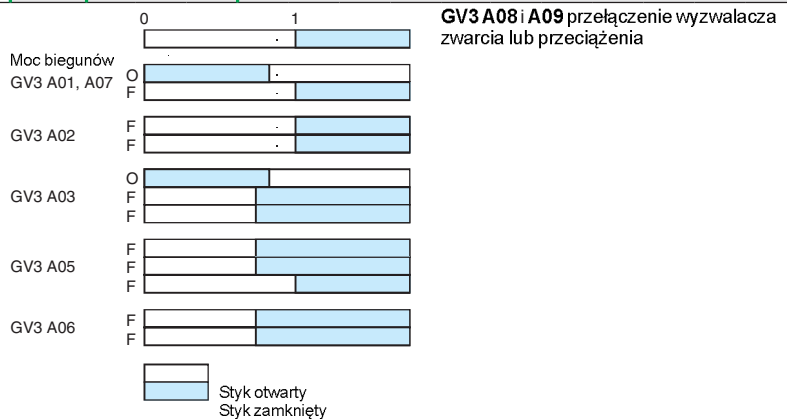 0 1
GV3 A08 i A09 przełączenie wyzwalacza
zwarcia lub przeciążenia
Moc biegunów
GV3 A01, A07
O
F
GV3 A02
F
F
GV3 A03
O
F
F
GV3 A05
F
F
F
GV3 A06
F
F
Styk otwarty
Styk zamknięty